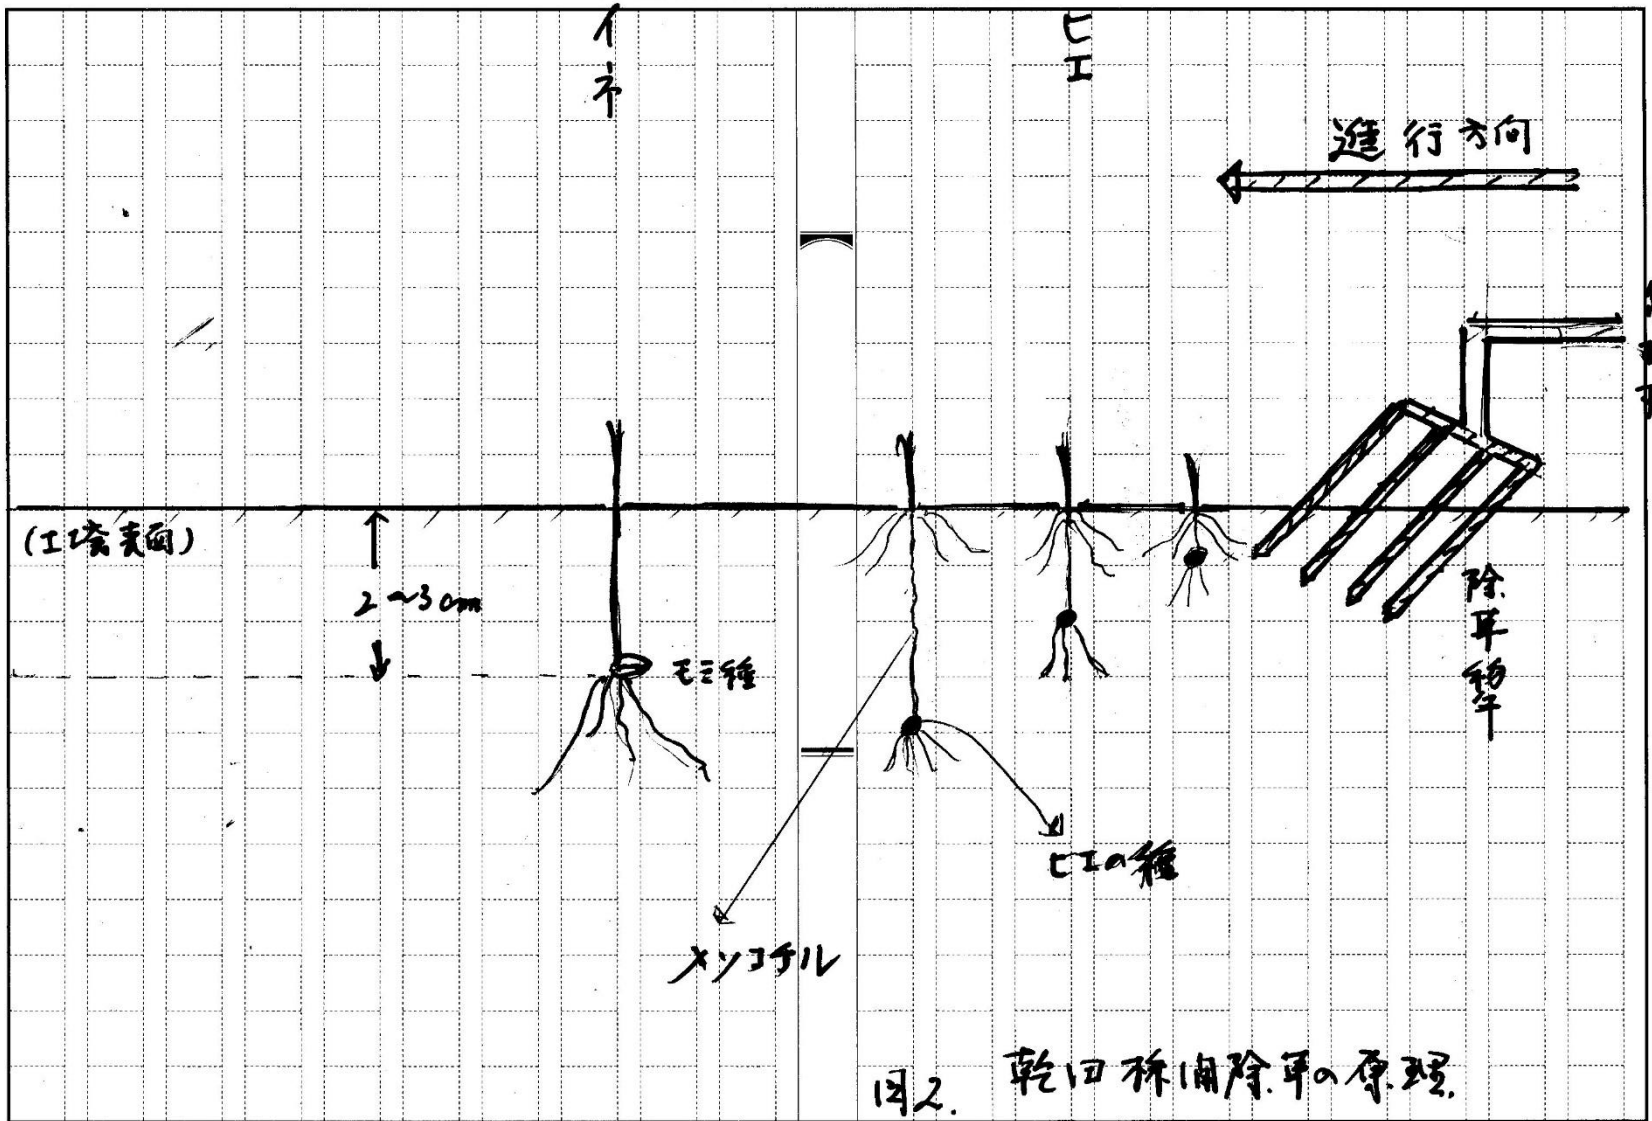 イネ
ヒエ
進行方向
(土壌表面)
2~3cm
モミ種
除草犂
ヒエの種
メソコチル
図2. 乾田株間除草の原理.